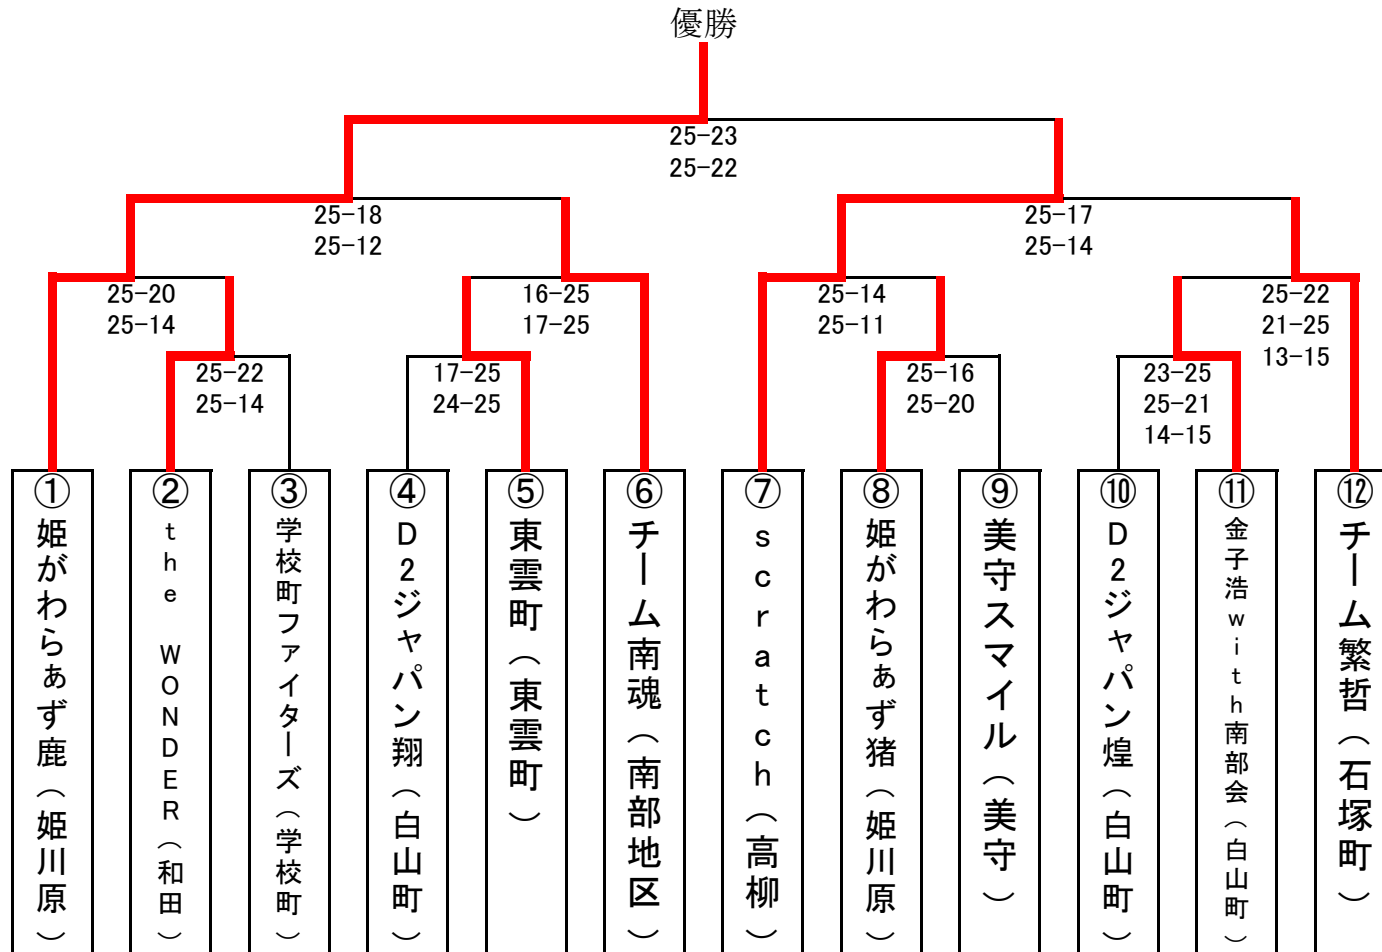 優勝
25-23
25-22
25-18
25-12
25-17
25-14
25-20
25-14
16-25
17-25
25-14
25-11
25-22
21-25
13-15
25-22
25-14
17-25
24-25
25-16
25-20
23-25
25-21
14-15
①姫がわらぁず鹿（姫川原）
②the WONDER（和田）
③学校町ファイターズ（学校町）
④D2ジャパン翔（白山町）
⑤東雲町（東雲町）
⑥チーム南魂（南部地区）
⑦scratch（高柳）
⑧姫がわらぁず猪（姫川原）
⑨美守スマイル（美守）
⑩D2ジャパン煌（白山町）
⑪金子浩with南部会（白山町）
⑫チーム繁哲（石塚町）